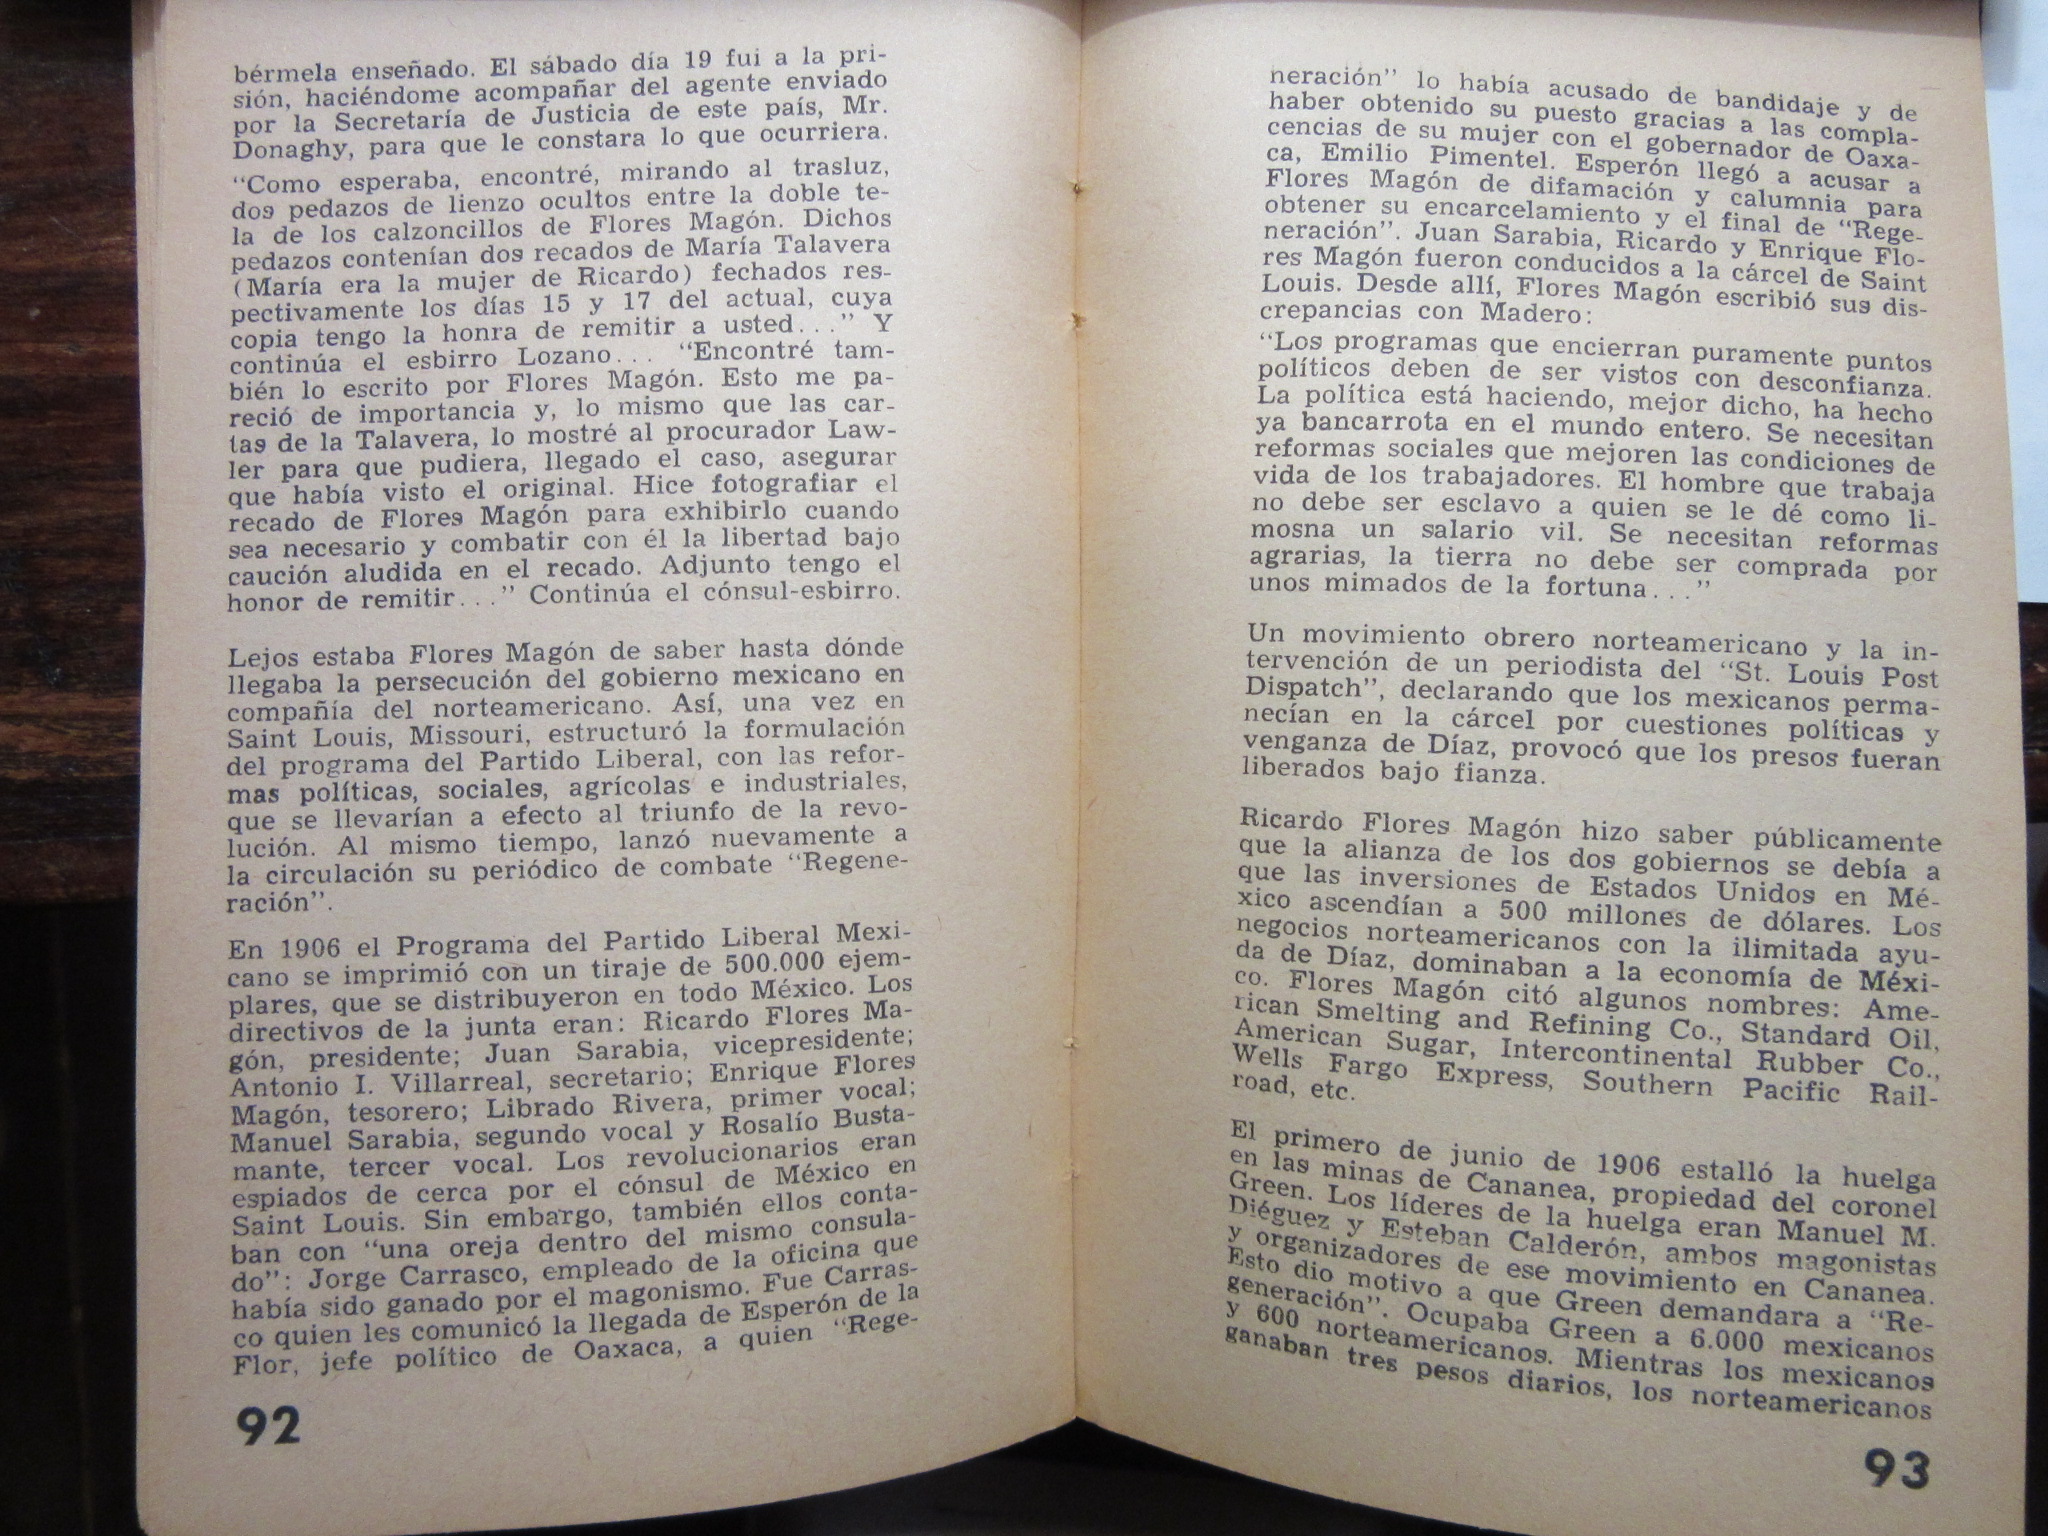 bérmela enseñado. El sábado día 19 fui a la pri-
sión, haciéndome acompañar del agente enviado
por la Secretaría de Justicia de este país, Mr.
Donaghy, para que le constara lo que ocurriera.
“Como esperaba, encontré, mirando al trasluz,
dos pedazos de lienzo ocultos entre la doble te-
la de los calzoncillos de Flores Magón. Dichos
pedazos contenían dos recados de María Talavera
(María era la mujer de Ricardo) fechados res-
pectivamente los días 15 y 17 del actual, cuya
copia tengo la honra de remitir a usted...” Y
continúa el esbirro Lozano... “Encontré tam-
bién lo escrito por Flores Magón. Esto me pa-
reció de importancia y, lo mismo que las car-
tas de la Talavera, lo mostré al procurador Law-
ler para que pudiera, llegado el caso, asegurar
que había visto el original. Hice fotografiar el
recado de Flores Magón para exhibirlo cuando
sea necesario y combatir con él la libertad bajo
caución aludida en el recado. Adjunto tengo el
honor de remitir...” Continúa el cónsul-esbirro.
Lejos estaba Flores Magón de saber hasta dónde
llegaba la persecución del gobierno mexicano en
compañía del norteamericano. Así, una vez en
Saint Louis, Missouri, estructuró la formulación
del programa del Partido Liberal, con las refor-
mas políticas, sociales, agrícolas e industriales,
que se llevarían a efecto al triunfo de la revo-
lución. Al mismo tiempo, lanzó nuevamente a
la circulación su periódico de combate “Regene-
ración”.
En 1906 el Programa del Partido Liberal Mexi-
cano se imprimió con un tiraje de 500.000 ejem-
plares, que se distribuyeron en todo México. Los
directivos de la junta eran: Ricardo Flores Ma-
gón, presidente; Juan Sarabia, vicepresidente;
Antonio I. Villarreal, secretario; Enrique Flores
Magón, tesorero; Librado Rivera, primer vocal;
Manuel Sarabia, segundo vocal y Rosalío Busta-
mante, tercer vocal. Los revolucionarios eran
espiados de cerca por el cónsul de México en
Saint Louis. Sin embargo, también ellos conta-
ban con “una oreja dentro del mismo consula-
do”: Jorge Carrasco, empleado de la oficina que
había sido ganado por el magonismo. Fue Carras-
co quien les comunicó la llegada de Esperón de la
Flor, jefe político de Oaxaca, a quien “Rege-
92
neración” lo había acusado de bandidaje y de
haber obtenido su puesto gracias a las compla-
cencias de su mujer con el gobernador de Oaxa-
ca, Emilio Pimentel. Esperón llegó a acusar a
Flores Magón de difamación y calumnia para
obtener su encarcelamiento y el final de “Rege-
neración”. Juan Sarabia, Ricardo y Enrique Flo-
res Magón fueron conducidos a la cárcel de Saint
Louis. Desde allí, Flores Magón escribió sus dis-
crepancias con Madero:
“Los programas que encierran puramente puntos
políticos deben de ser vistos con desconfianza.
La política está haciendo, mejor dicho, ha hecho
ya bancarrota en el mundo entero. Se necesitan
reformas sociales que mejoren las condiciones de
vida de los trabajadores. El hombre que trabaja
no debe ser esclavo a quien se le dé como li-
mosna un salario vil. Se necesitan reformas
agrarias, la tierra no debe ser comprada por
unos mimados de la fortuna...”
Un movimiento obrero norteamericano y la in-
tervención de un periodista del “St. Louis Post
Dispatch”, declarando que los mexicanos perma-
necían en la cárcel por cuestiones políticas y
venganza de Díaz, provocó que los presos fueran
liberados bajo fianza.
Ricardo Flores Magón hizo saber públicamente
que la alianza de los dos gobiernos se debía a
que las inversiones de Estados Unidos en Mé-
xico ascendían a 500 millones de dólares. Los
negocios norteamericanos con la ilimitada ayu-
da de Díaz, dominaban a la economía de Méxi-
co. Flores Magón citó algunos nombres: Ame-
rican Smelting and Refining Co., Standard Oil,
American Sugar, Intercontinental Rubber Co.,
Wells Fargo Express, Southern Pacific Rail-
road, etc.
El primero de junio de 1906 estalló la huelga
en las minas de Cananea, propiedad del coronel
Green. Los líderes de la huelga eran Manuel M.
Diéguez y Esteban Calderón, ambos magonistas
y organizadores de ese movimiento en Cananea.
Esto dio motivo a que Green demandara a “Re-
generación”. Ocupaba Green a 6.000 mexicanos
y 600 norteamericanos. Mientras los mexicanos
ganaban tres pesos diarios, los norteamericanos
93